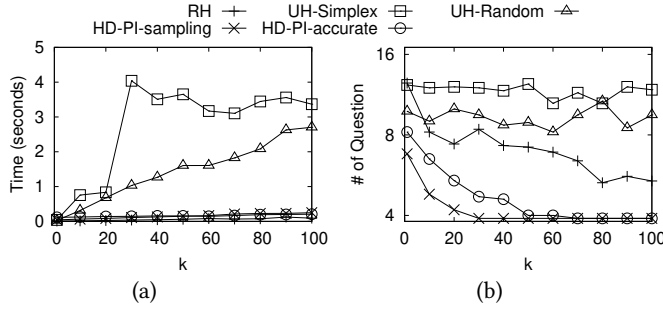 RH UH-Simplex UH-Random
HD-PI-sampling HD-PI-accurate
5
4
3
2
1
0
Time (seconds)
0 20 40 60 80 100
k
(a)
16
8
4
# of Question
0 20 40 60 80 100
k
(b)